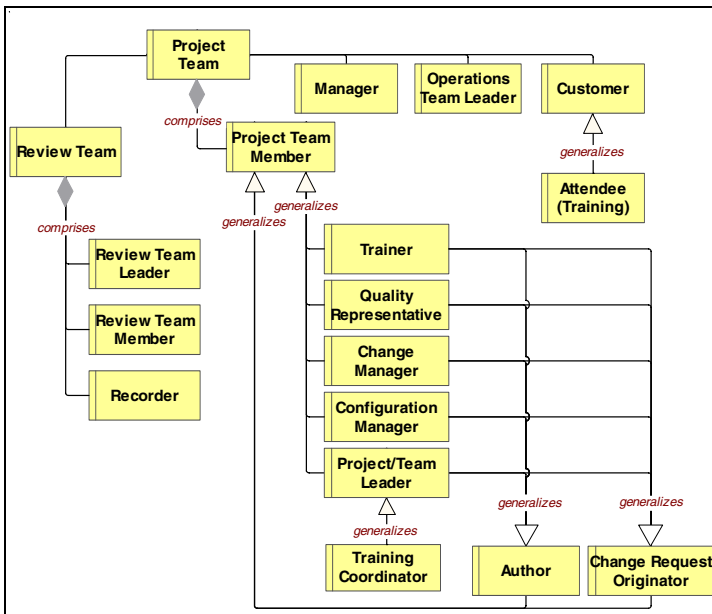 Project
Team
Manager
Operations
Team Leader
Customer
comprises
Project Team
Member
Review Team
generalizes
Attendee
(Training)
generalizes
generalizes
comprises
Trainer
Review Team
Leader
Quality
Representative
Review Team
Member
Change
Manager
Recorder
Configuration
Manager
Project/Team
Leader
generalizes
generalizes
generalizes
Training
Coordinator
Author
Change Request
Originator